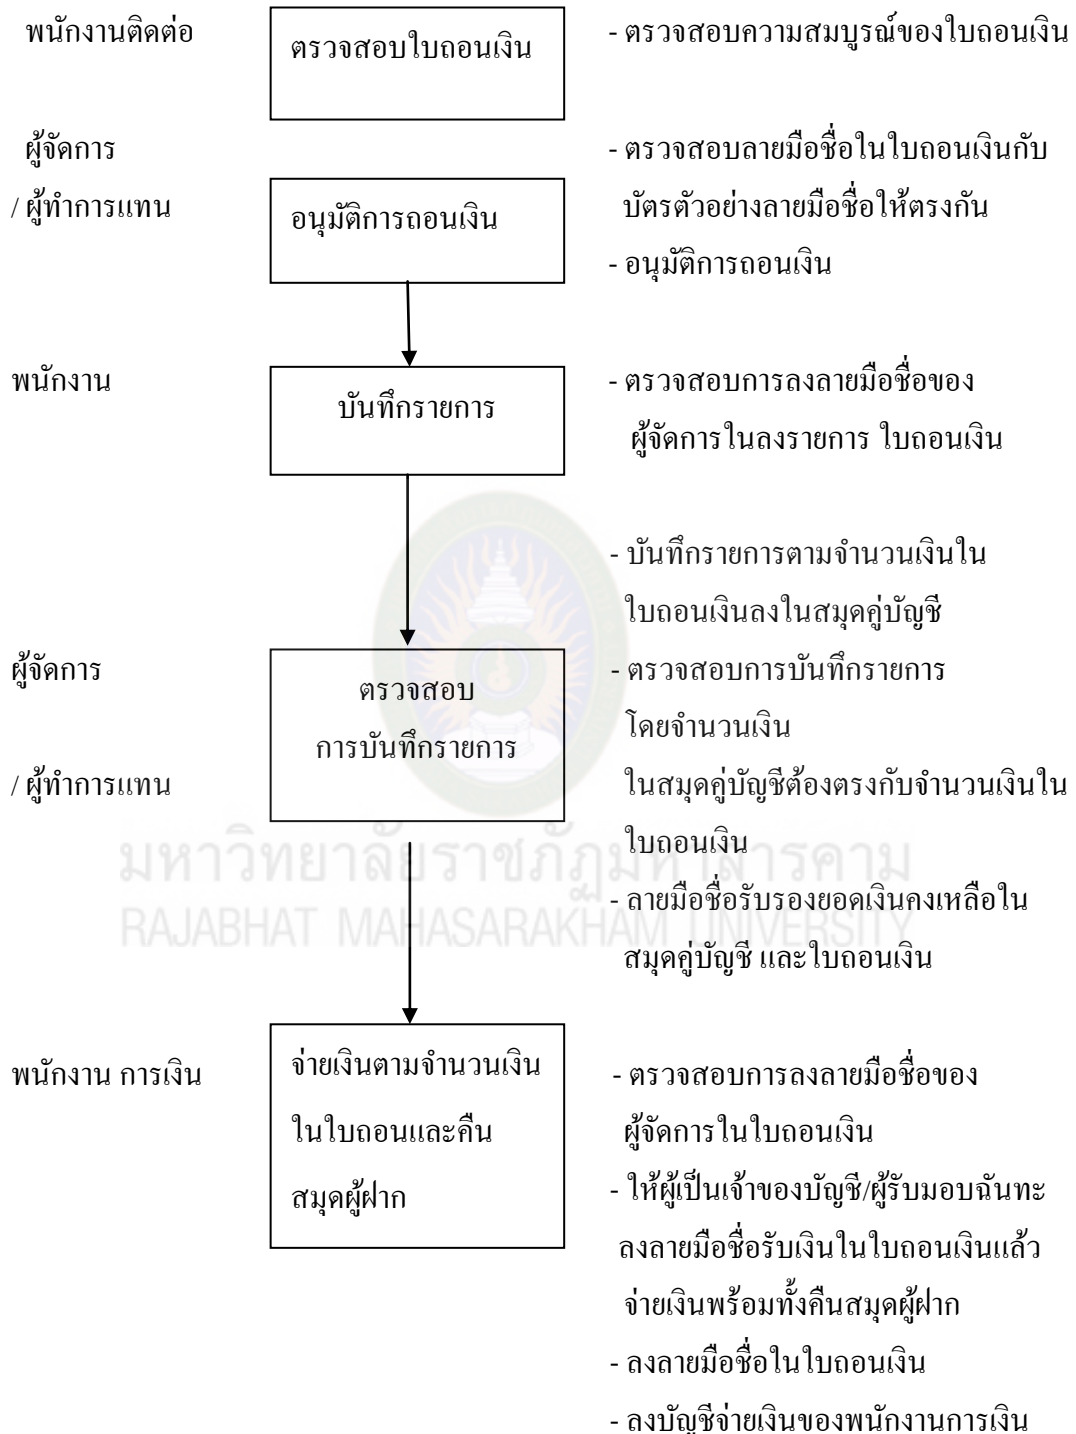 พนักงานติดต่อ
ตรวจสอบใบถอนเงิน
- ตรวจสอบความสมบูรณ์ของใบถอนเงิน
ผู้จัดการ
/ ผู้ทำการแทน
อนุมัติการถอนเงิน
- ตรวจสอบลายมือชื่อในใบถอนเงินกับ
บัตรตัวอย่างลายมือชื่อให้ตรงกัน
- อนุมัติการถอนเงิน
พนักงาน
บันทึกรายการ
- ตรวจสอบการลงลายมือชื่อของ
ผู้จัดการในลงรายการ ใบถอนเงิน
- บันทึกรายการตามจำนวนเงินใน
ใบถอนเงินลงในสมุดคู่บัญชี
ผู้จัดการ
/ ผู้ทำการแทน
ตรวจสอบ
การบันทึกรายการ
- ตรวจสอบการบันทึกรายการ
โดยจำนวนเงิน
ในสมุดคู่บัญชีต้องตรงกับจำนวนเงินใน
ใบถอนเงิน
- ลายมือชื่อรับรองยอดเงินคงเหลือใน
สมุดคู่บัญชี และใบถอนเงิน
มหาวิทยาลัยราชภัฏมหาสารคาม
RAJABHAT MAHASARAKHAM UNIVERSITY
พนักงาน การเงิน
จ่ายเงินตามจำนวนเงิน
ในใบถอนและคืน
สมุดผู้ฝาก
- ตรวจสอบการลงลายมือชื่อของ
ผู้จัดการในใบถอนเงิน
- ให้ผู้เป็นเจ้าของบัญชี/ผู้รับมอบฉันทะ
ลงลายมือชื่อรับเงินในใบถอนเงินแล้ว
จ่ายเงินพร้อมทั้งคืนสมุดผู้ฝาก
- ลงลายมือชื่อในใบถอนเงิน
- ลงบัญชีจ่ายเงินของพนักงานการเงิน